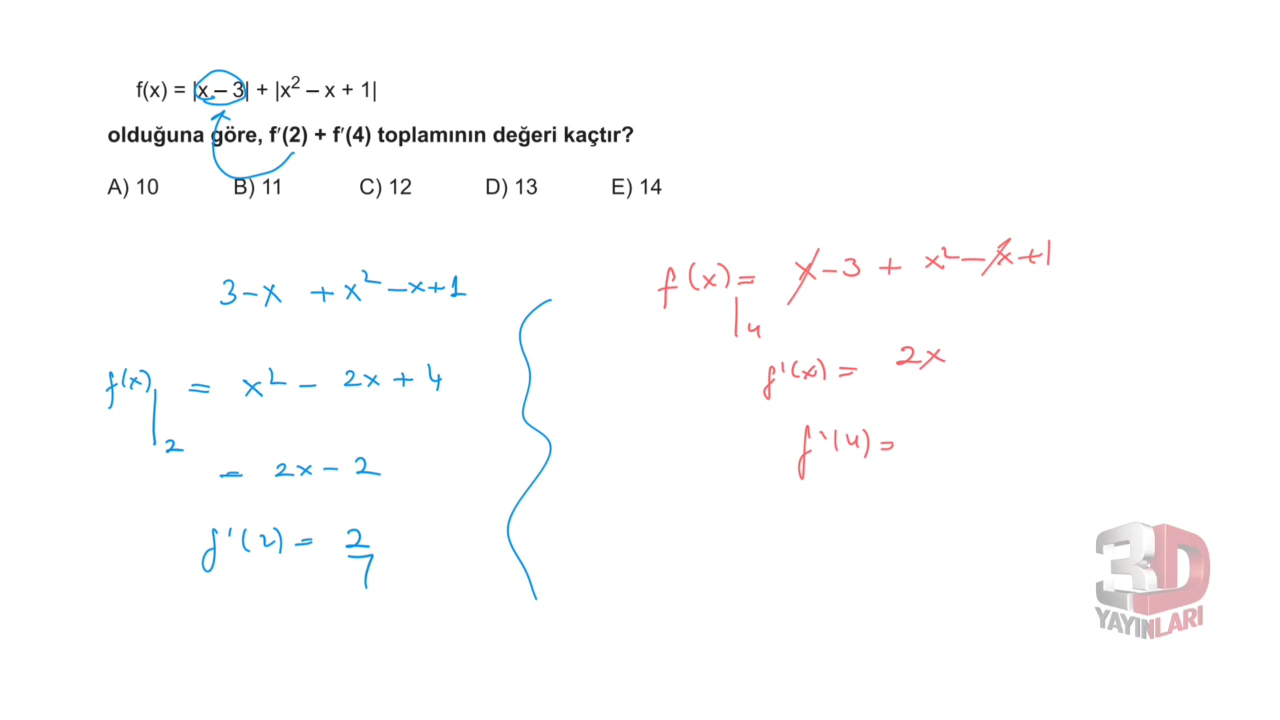 f(x) = |x – 3| + |x² – x + 1|
olduğuna göre, f′(2) + f′(4) toplamının değeri kaçtır?
A) 10 B) 11 C) 12 D) 13 E) 14
3-x + x² - x + 1
f(x)|₂ = x² - 2x + 4
= 2x - 2
f'(2) = 2
f(x)|₄ = x - 3 + x² - x + 1
f'(x) = 2x
f'(4) =
3D
YAYINLARI